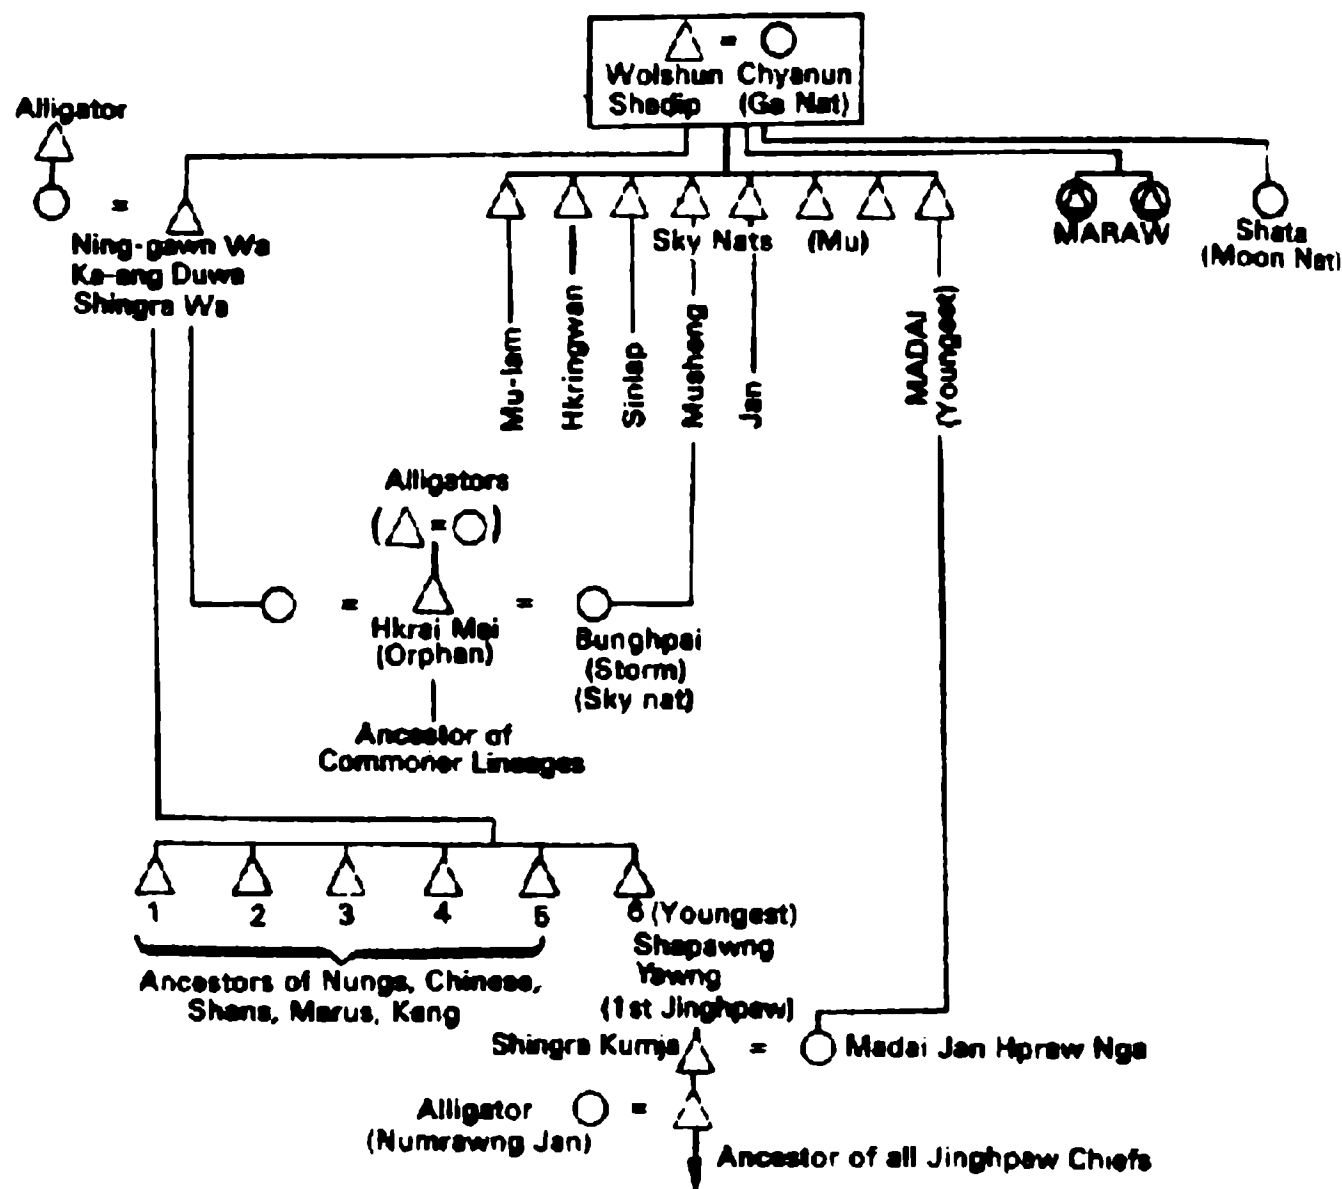 Wolshun Chyanun
Shadip (Ga Nat)
Alligator
Ning-gawn Wa
Ka-ang Duwa
Shingra Wa
Sky Nats (Mu)
MARAW
Shata
(Moon Nat)
Mu-lam
Hkringwan
Sinlap
Musheng
Jan
MADAI
(Youngest)
Alligators
Hkrai Mai
(Orphan)
Bunghpai
(Storm)
(Sky nat)
Ancestor of
Commoner Lineages
1 2 3 4 5 6 (Youngest)
Shapawng
Yawng
(1st Jinghpaw)
Ancestors of Nungs, Chinese,
Shans, Marus, Kang
Shingra Kumja = Madai Jan Hpraw Nga
Alligator
(Numrawng Jan)
Ancestor of all Jinghpaw Chiefs